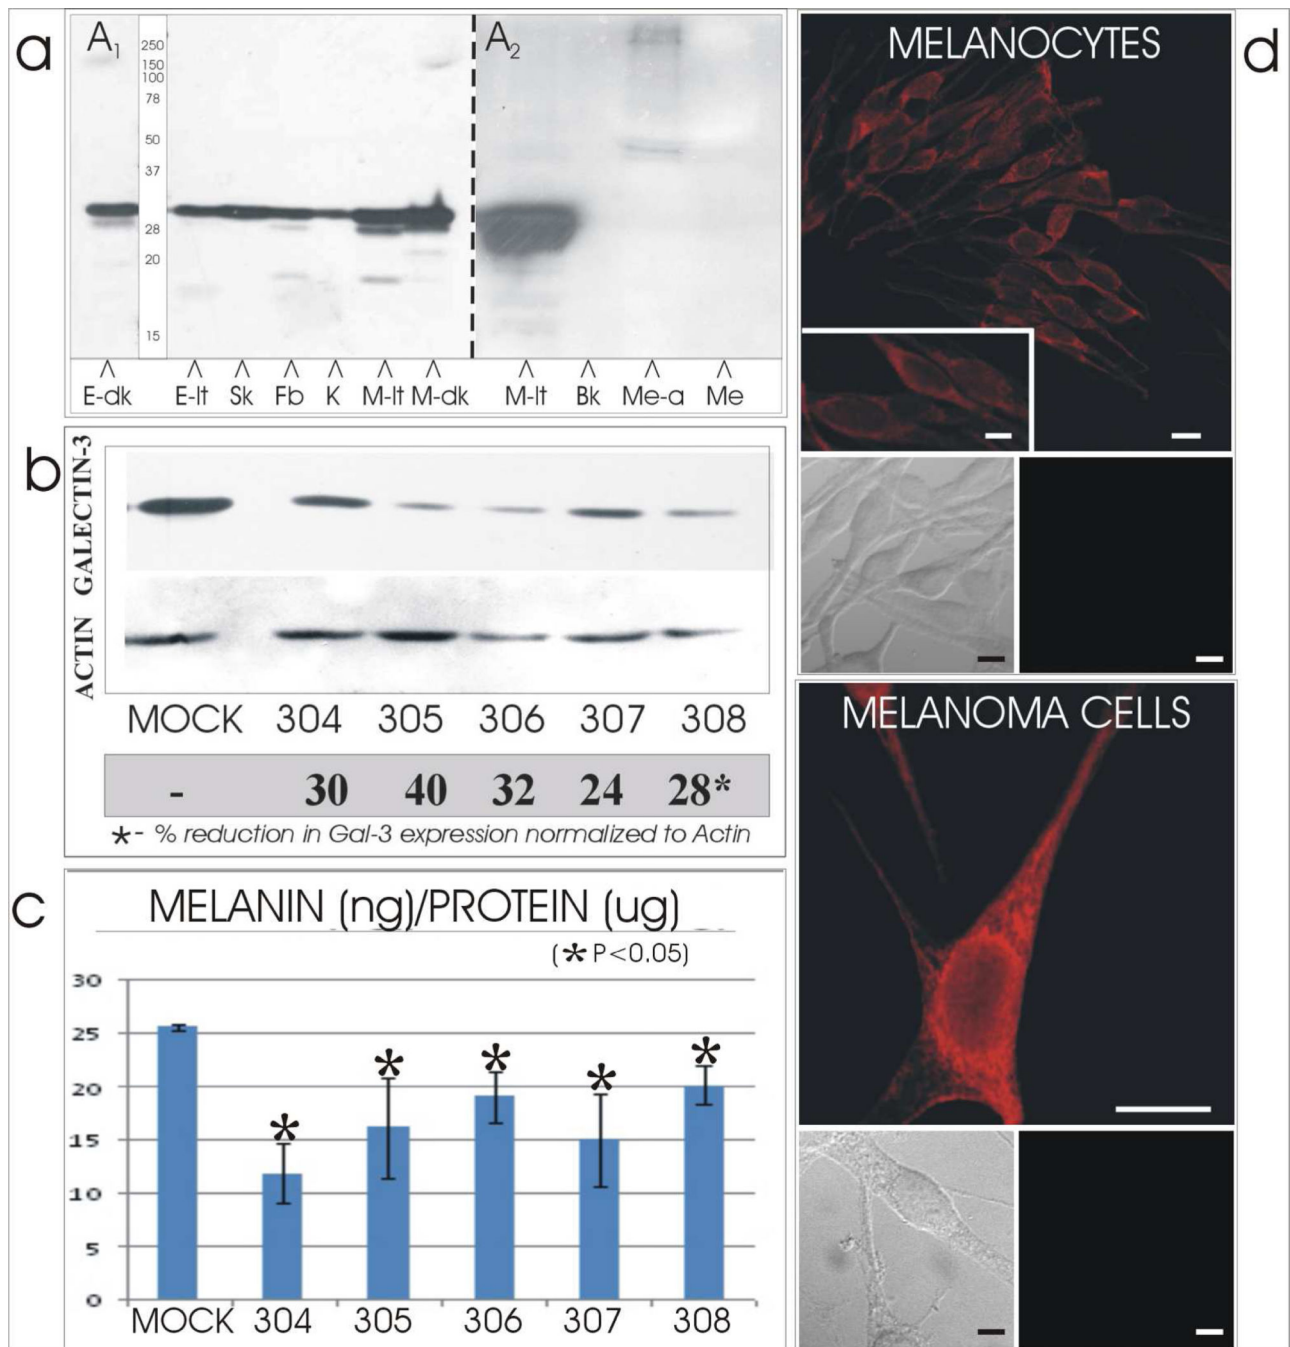 a
A1
A2
250
150
100
78
50
37
28
20
15
E-dk E-lt Sk Fb K M-lt M-dk M-lt Bk Me-a Me
b
GALECTIN-3
ACTIN
MOCK 304 305 306 307 308
- 30 40 32 24 28*
*- % reduction in Gal-3 expression normalized to Actin
c
MELANIN (ng)/PROTEIN (ug)
(* P<0.05)
30
25
20
15
10
5
0
* * * * *
MOCK 304 305 306 307 308
d
MELANOCYTES
MELANOMA CELLS